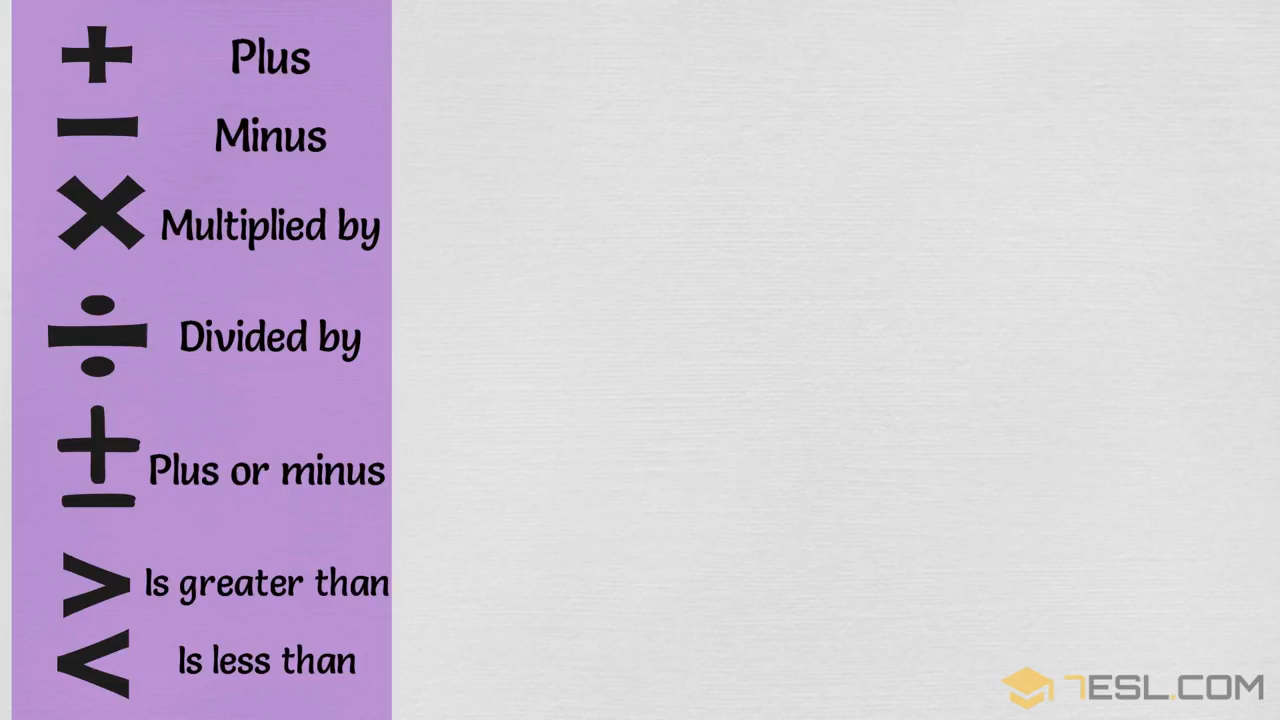 + Plus
− Minus
× Multiplied by
÷ Divided by
± Plus or minus
> Is greater than
< Is less than
7ESL.COM